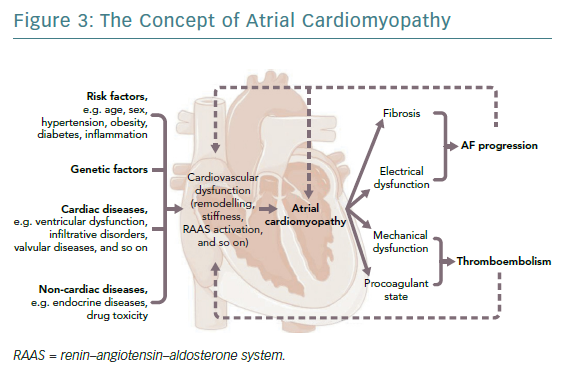 Figure 3: The Concept of Atrial Cardiomyopathy
Risk factors,
e.g. age, sex,
hypertension, obesity,
diabetes, inflammation
Genetic factors
Cardiac diseases,
e.g. ventricular dysfunction,
infiltrative disorders,
valvular diseases, and so on
Non-cardiac diseases,
e.g. endocrine diseases,
drug toxicity
Cardiovascular
dysfunction
(remodelling,
stiffness,
RAAS activation,
and so on)
Atrial
cardiomyopathy
Fibrosis
Electrical
dysfunction
Mechanical
dysfunction
Procoagulant
state
AF progression
Thromboembolism
RAAS = renin–angiotensin–aldosterone system.